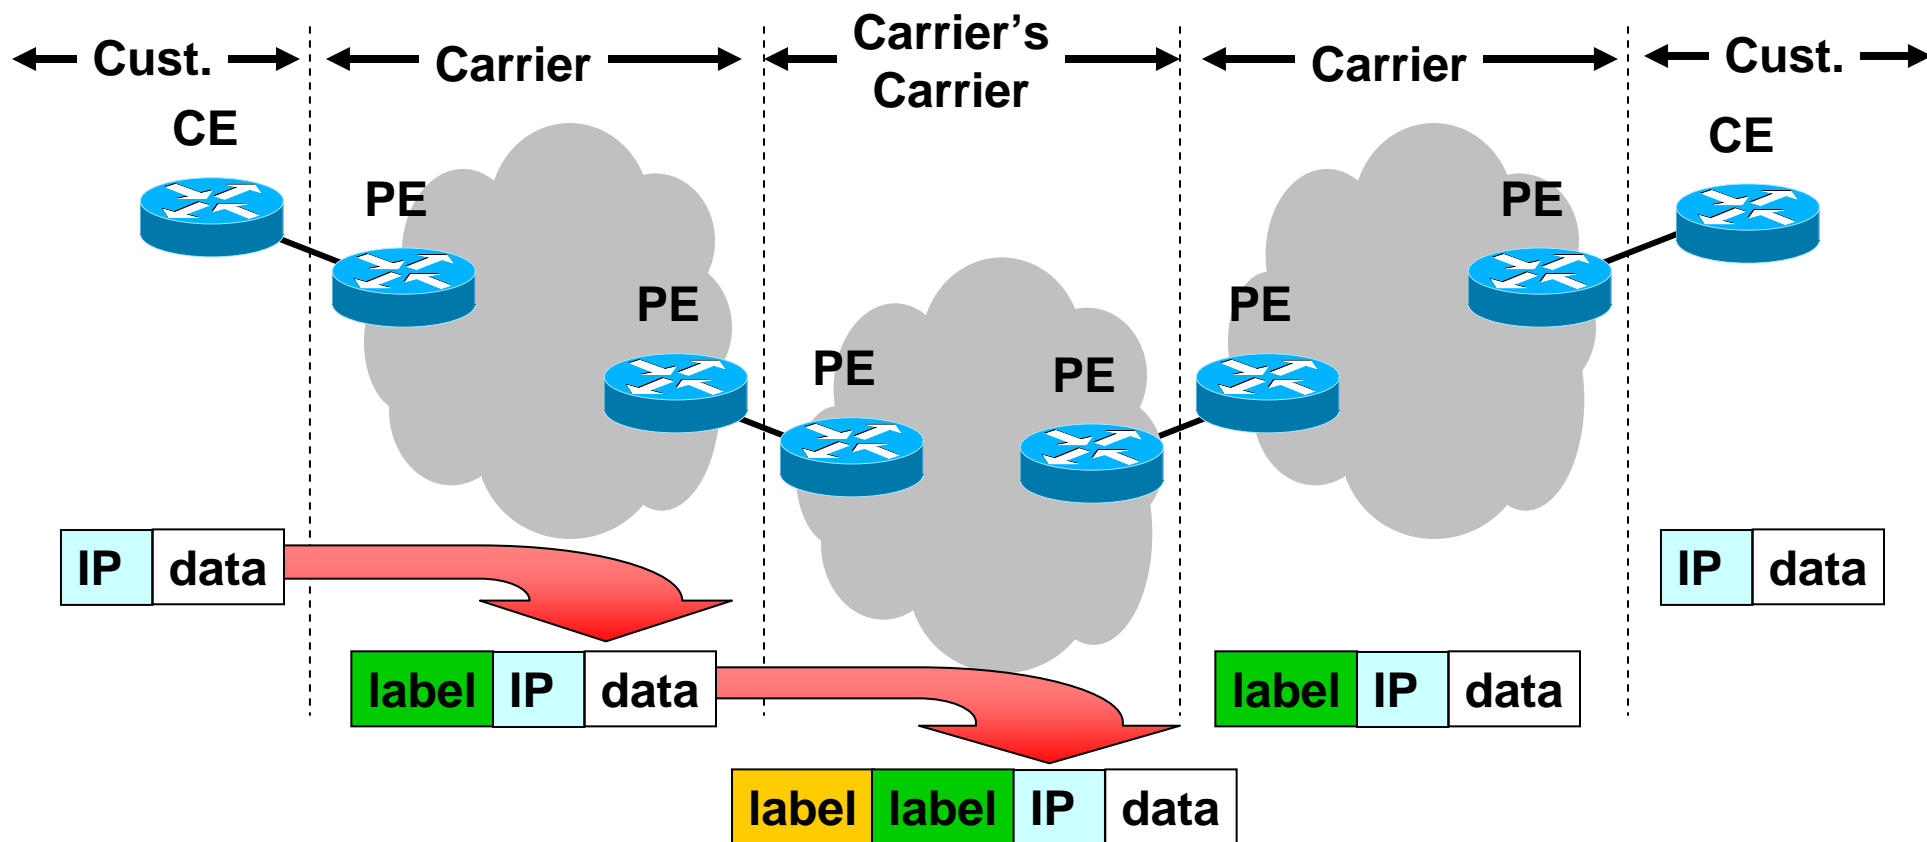 Cust.
Carrier
Carrier’s
Carrier
Carrier
Cust.
CE
PE
PE
PE
PE
PE
PE
CE
IP data
IP data
label IP data
label IP data
label label IP data